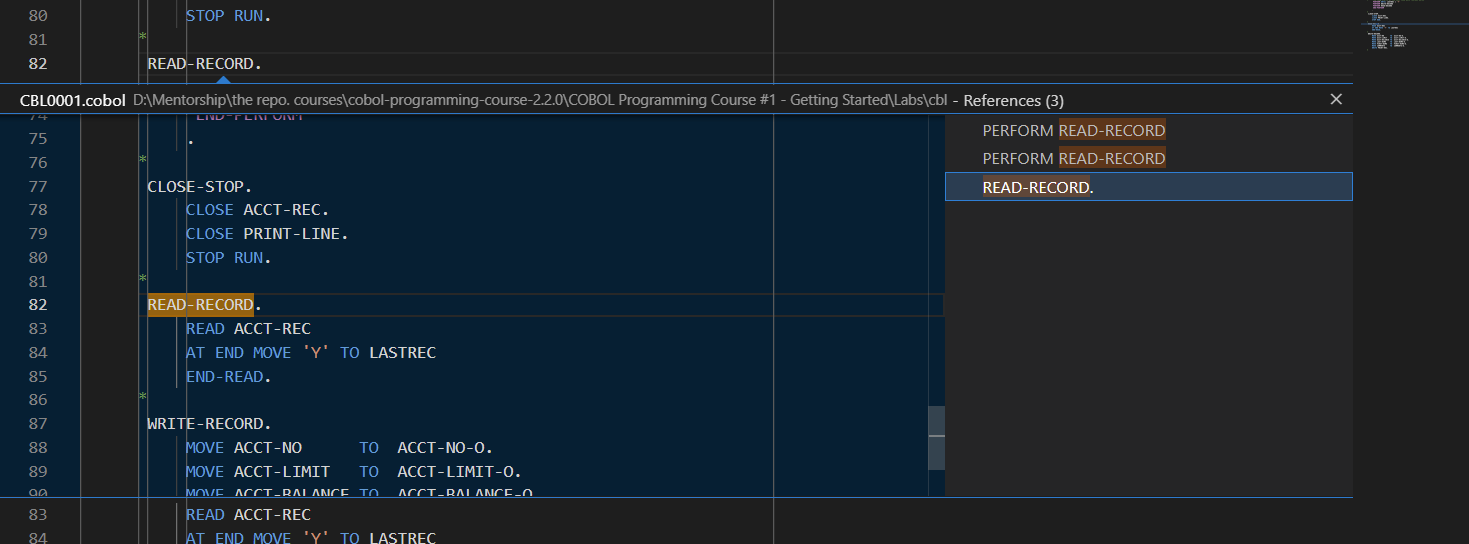 80 STOP RUN.
81 *
82 READ-RECORD.
CBL0001.cobol D:\Mentorship\the repo. courses\cobol-programming-course-2.2.0\COBOL Programming Course #1 - Getting Started\Labs\cbl - References (3)
74 END-PERFORM
75 .
76 *
77 CLOSE-STOP.
78 CLOSE ACCT-REC.
79 CLOSE PRINT-LINE.
80 STOP RUN.
81 *
82 READ-RECORD.
83 READ ACCT-REC
84 AT END MOVE 'Y' TO LASTREC
85 END-READ.
86 *
87 WRITE-RECORD.
88 MOVE ACCT-NO TO ACCT-NO-O.
89 MOVE ACCT-LIMIT TO ACCT-LIMIT-O.
90 MOVE ACCT-BALANCE TO ACCT-BALANCE-O
PERFORM READ-RECORD
PERFORM READ-RECORD
READ-RECORD.
83 READ ACCT-REC
84 AT END MOVE 'Y' TO LASTREC